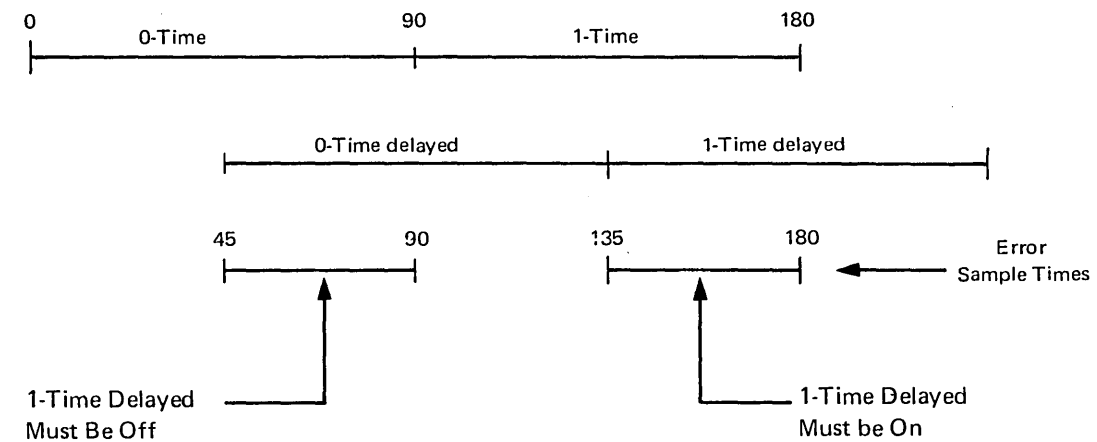 0 90 180
0-Time 1-Time
0-Time delayed 1-Time delayed
45 90 135 180
Error
Sample Times
1-Time Delayed
Must Be Off
1-Time Delayed
Must be On